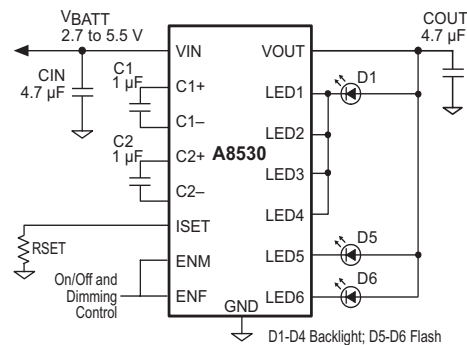 VBATT
2.7 to 5.5 V
CIN
4.7 µF
C1
1 µF
C2
1 µF
RSET
On/Off and
Dimming
Control
VIN
C1+
C1–
C2+
C2–
ISET
ENM
ENF
A8530
GND
VOUT
LED1
LED2
LED3
LED4
LED5
LED6
COUT
4.7 µF
D1
D5
D6
D1-D4 Backlight; D5-D6 Flash